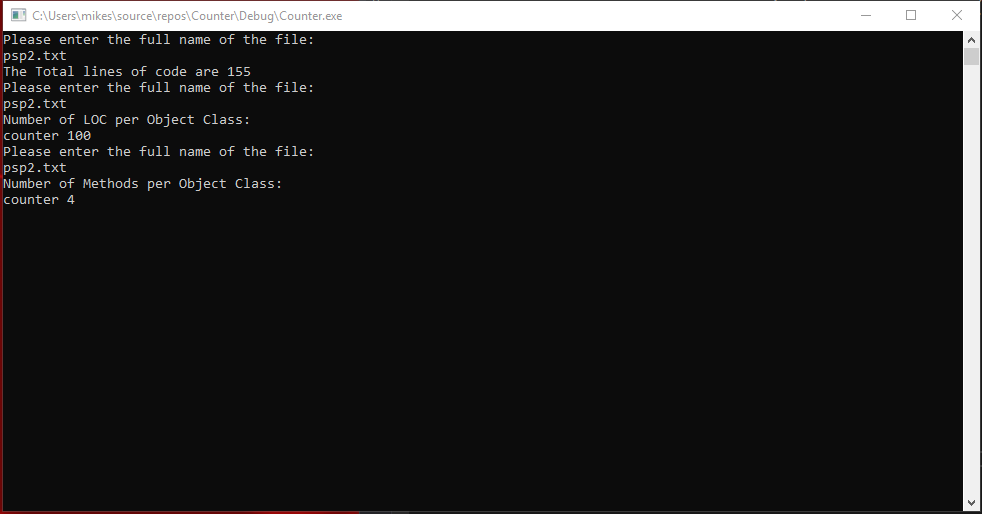 C:\Users\mikes\source\repos\Counter\Debug\Counter.exe
Please enter the full name of the file:
psp2.txt
The Total lines of code are 155
Please enter the full name of the file:
psp2.txt
Number of LOC per Object Class:
counter 100
Please enter the full name of the file:
psp2.txt
Number of Methods per Object Class:
counter 4